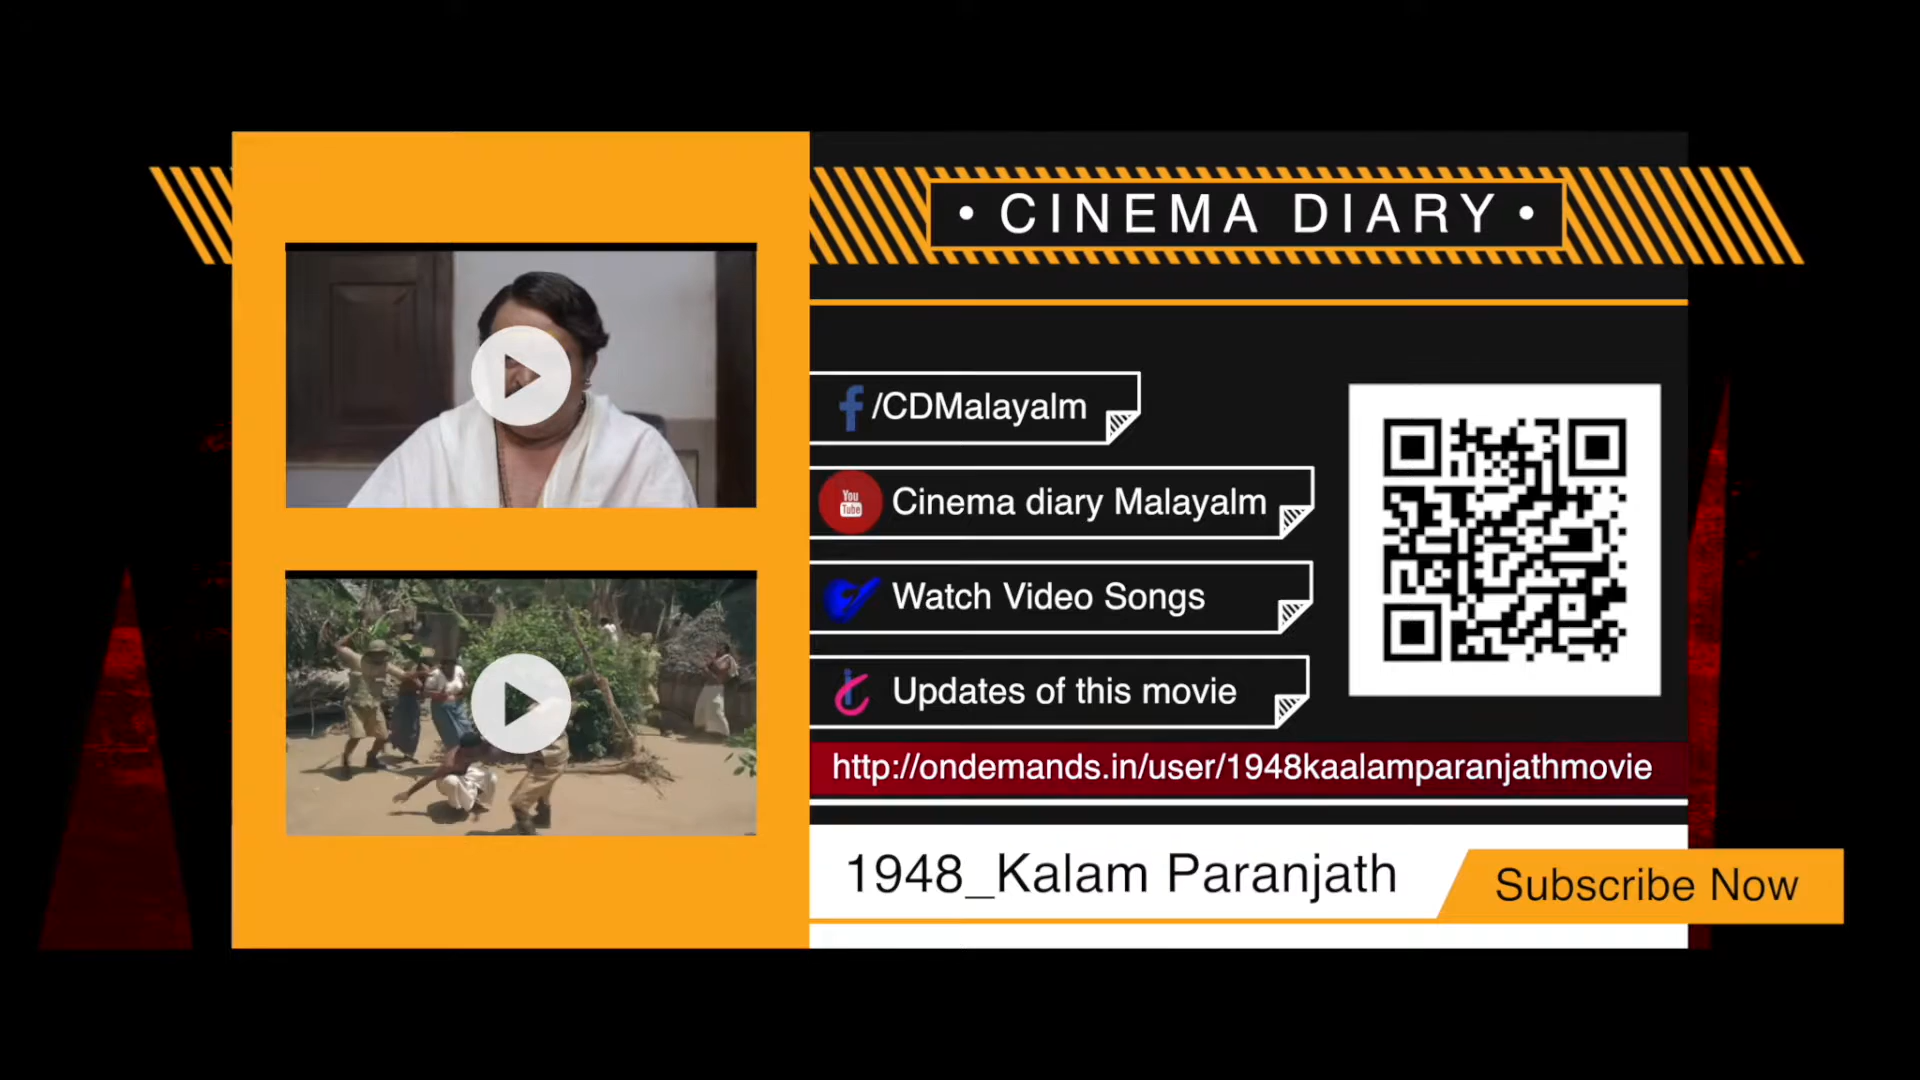 • CINEMA DIARY •
f/CDMalayalm
You
Tube
Cinema diary Malayalm
Watch Video Songs
Updates of this movie
http://ondemands.in/user/1948kaalamparanjathmovie
1948_Kalam Paranjath
Subscribe Now